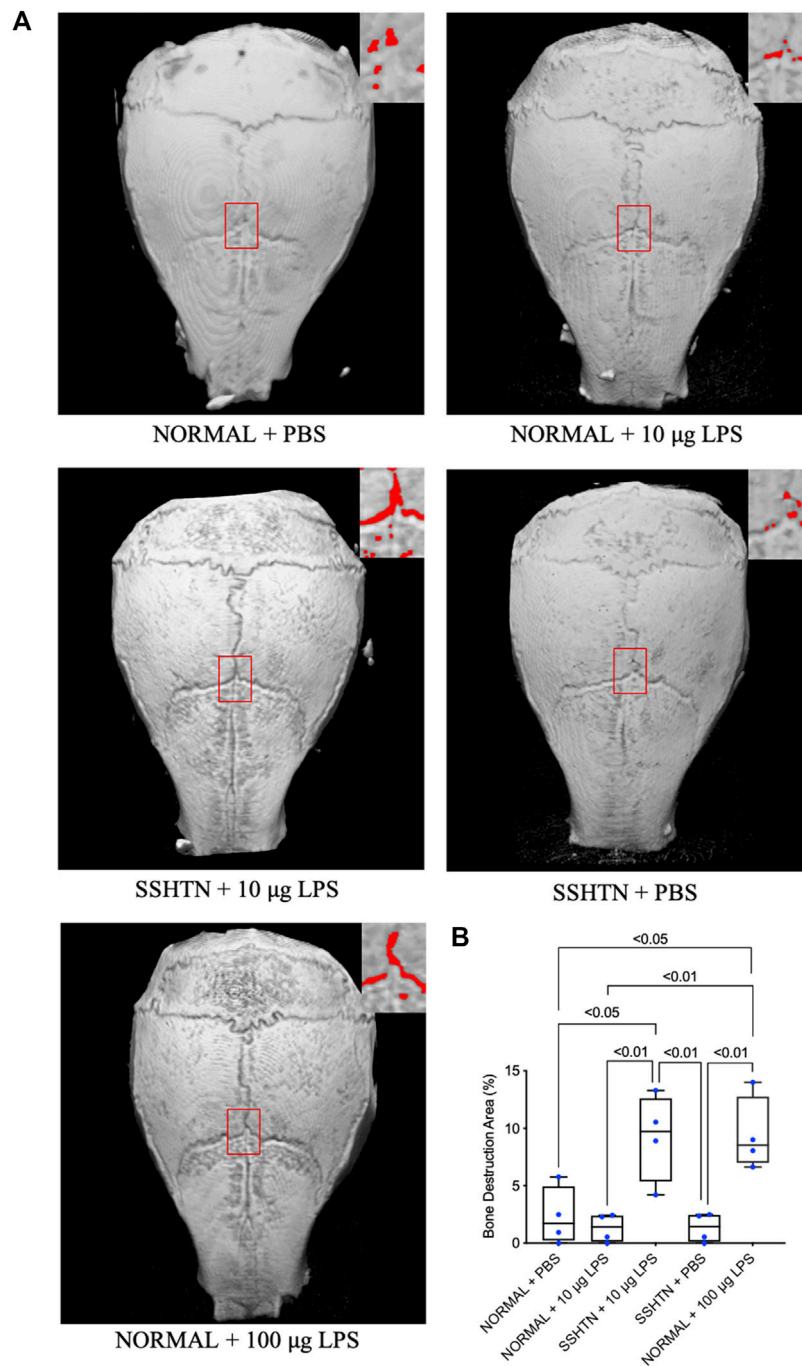 A
NORMAL + PBS
NORMAL + 10 µg LPS
SSHTN + 10 µg LPS
SSHTN + PBS
NORMAL + 100 µg LPS
B
<0.05
<0.01
<0.05
<0.01
<0.01
<0.01
15
10
5
0
Bone Destruction Area (%)
NORMAL + PBS
NORMAL + 10 µg LPS
SSHTN + 10 µg LPS
SSHTN + PBS
NORMAL + 100 µg LPS